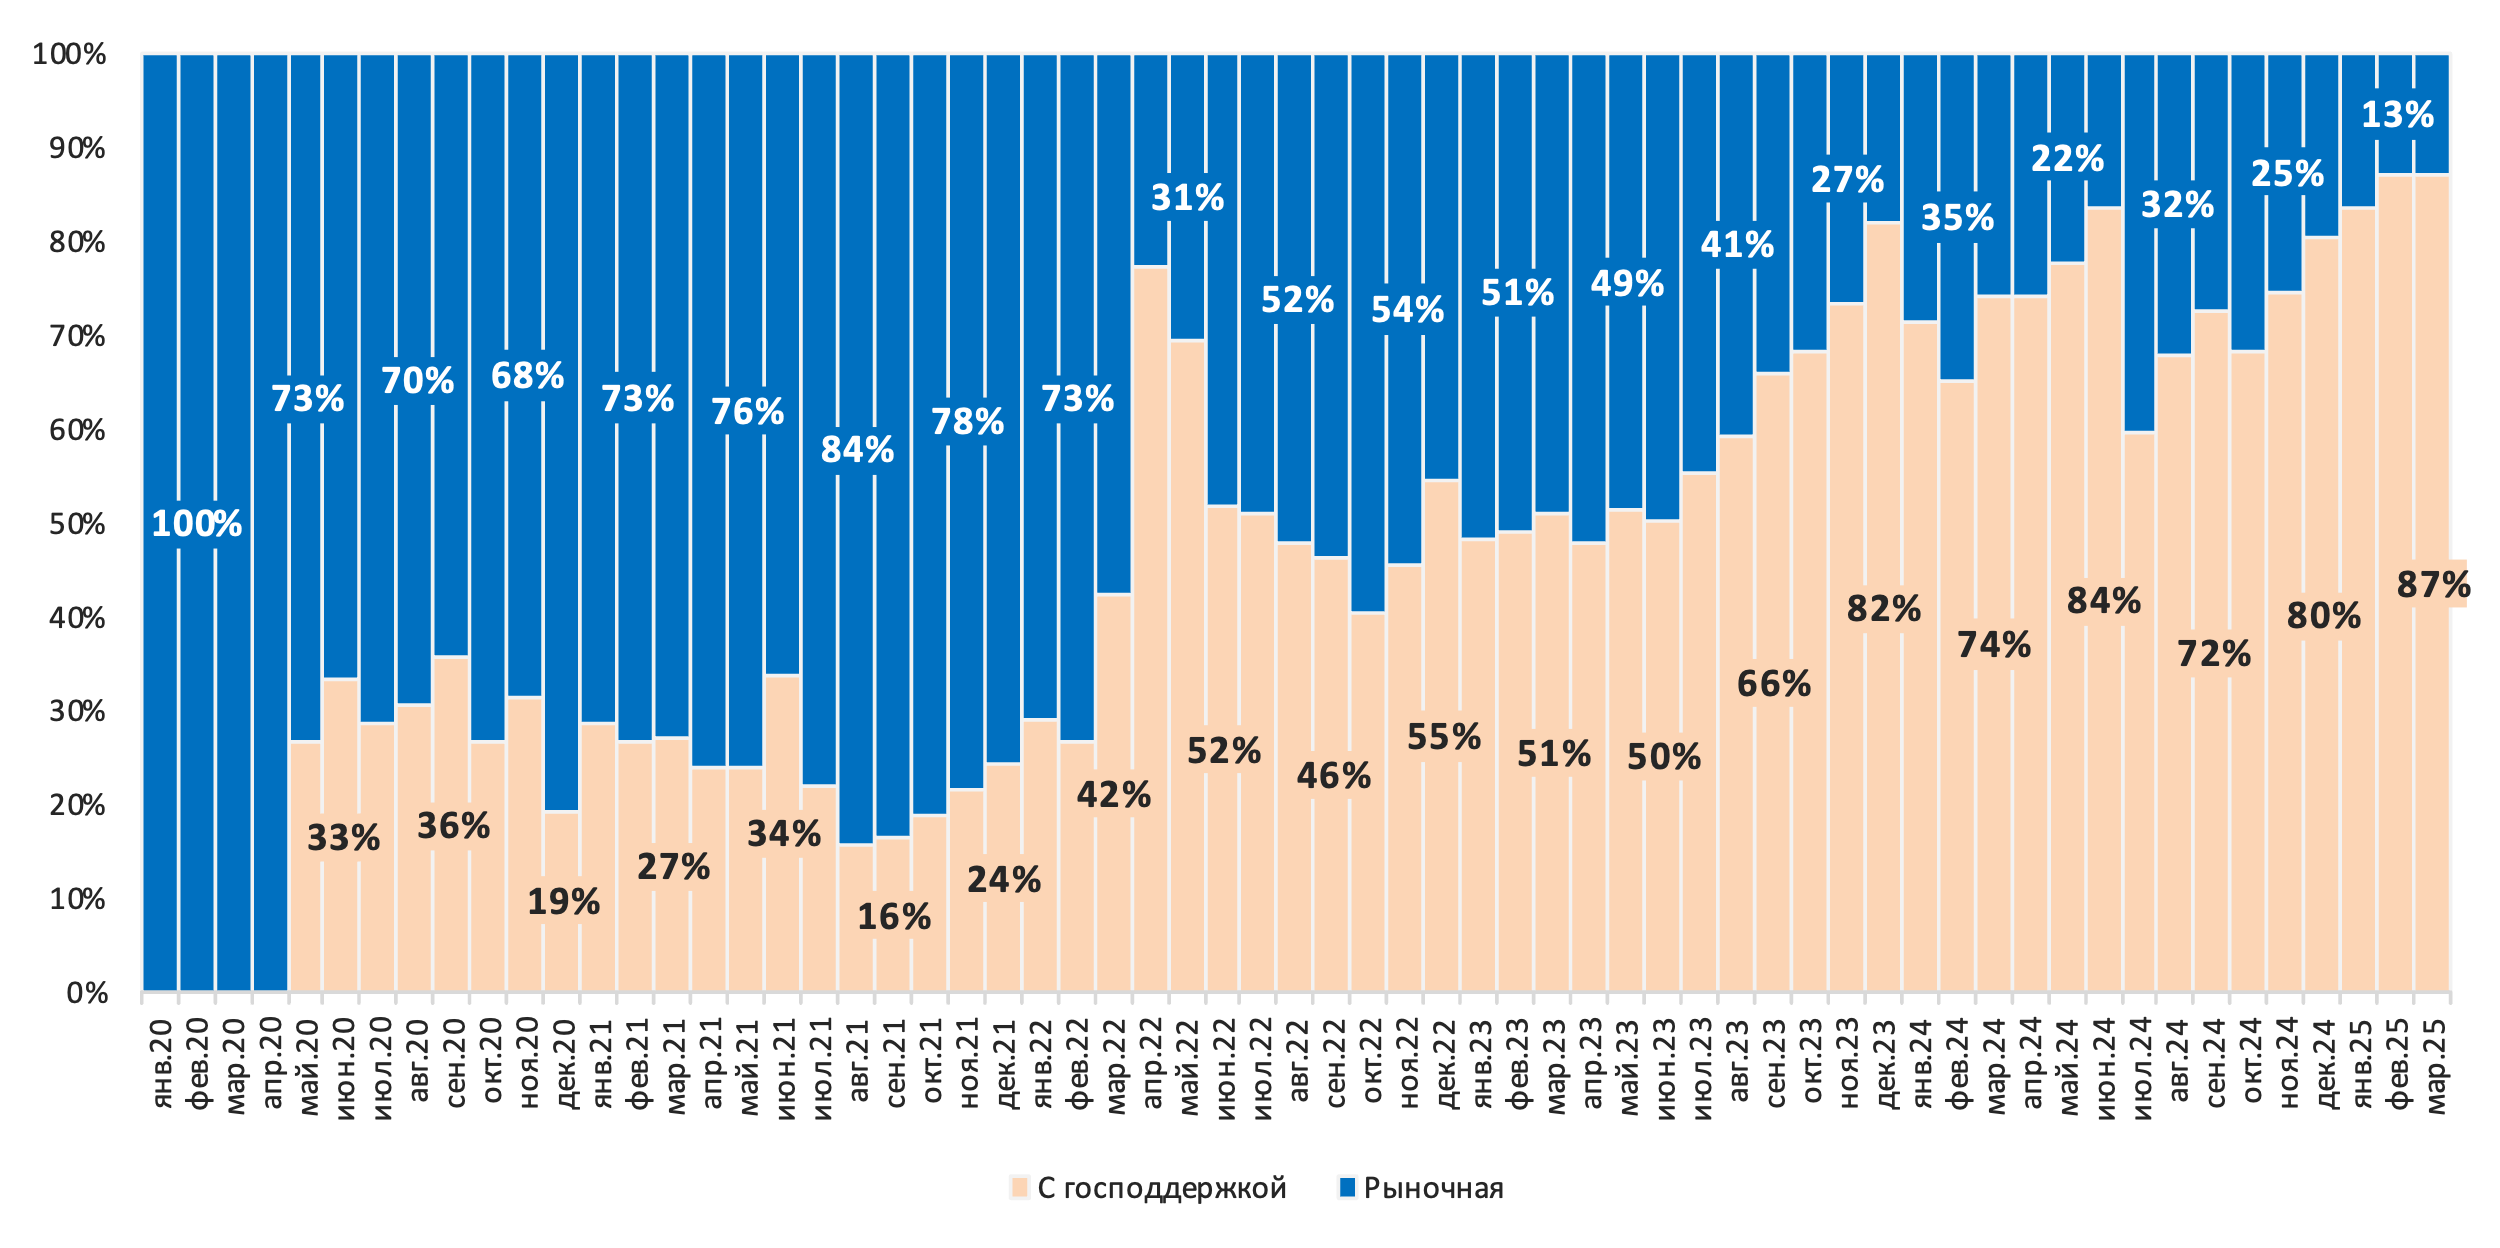 100%
90%
80%
70%
60%
50%
40%
30%
20%
10%
0%
100%
73%
70%
68%
73%
76%
84%
78%
73%
31%
52%
54%
51%
49%
41%
27%
35%
22%
32%
25%
13%
33%
36%
19%
27%
34%
16%
24%
42%
52%
46%
55%
51%
50%
66%
82%
74%
84%
72%
80%
87%
янв.20
фев.20
мар.20
апр.20
май.20
июн.20
июл.20
авг.20
сен.20
окт.20
ноя.20
дек.20
янв.21
фев.21
мар.21
апр.21
май.21
июн.21
июл.21
авг.21
сен.21
окт.21
ноя.21
дек.21
янв.22
фев.22
мар.22
апр.22
май.22
июн.22
июл.22
авг.22
сен.22
окт.22
ноя.22
дек.22
янв.23
фев.23
мар.23
апр.23
май.23
июн.23
июл.23
авг.23
сен.23
окт.23
ноя.23
дек.23
янв.24
фев.24
мар.24
апр.24
май.24
июн.24
июл.24
авг.24
сен.24
окт.24
ноя.24
дек.24
янв.25
фев.25
мар.25
С господдержкой
Рыночная